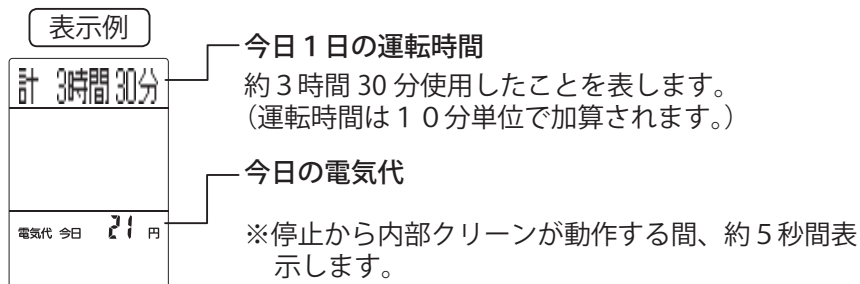 表示例
計 3時間30分
電気代 今日 21 円
今日１日の運転時間
約３時間 30 分使用したことを表します。
（運転時間は１０分単位で加算されます。）
今日の電気代
※停止から内部クリーンが動作する間、約５秒間表
示します。